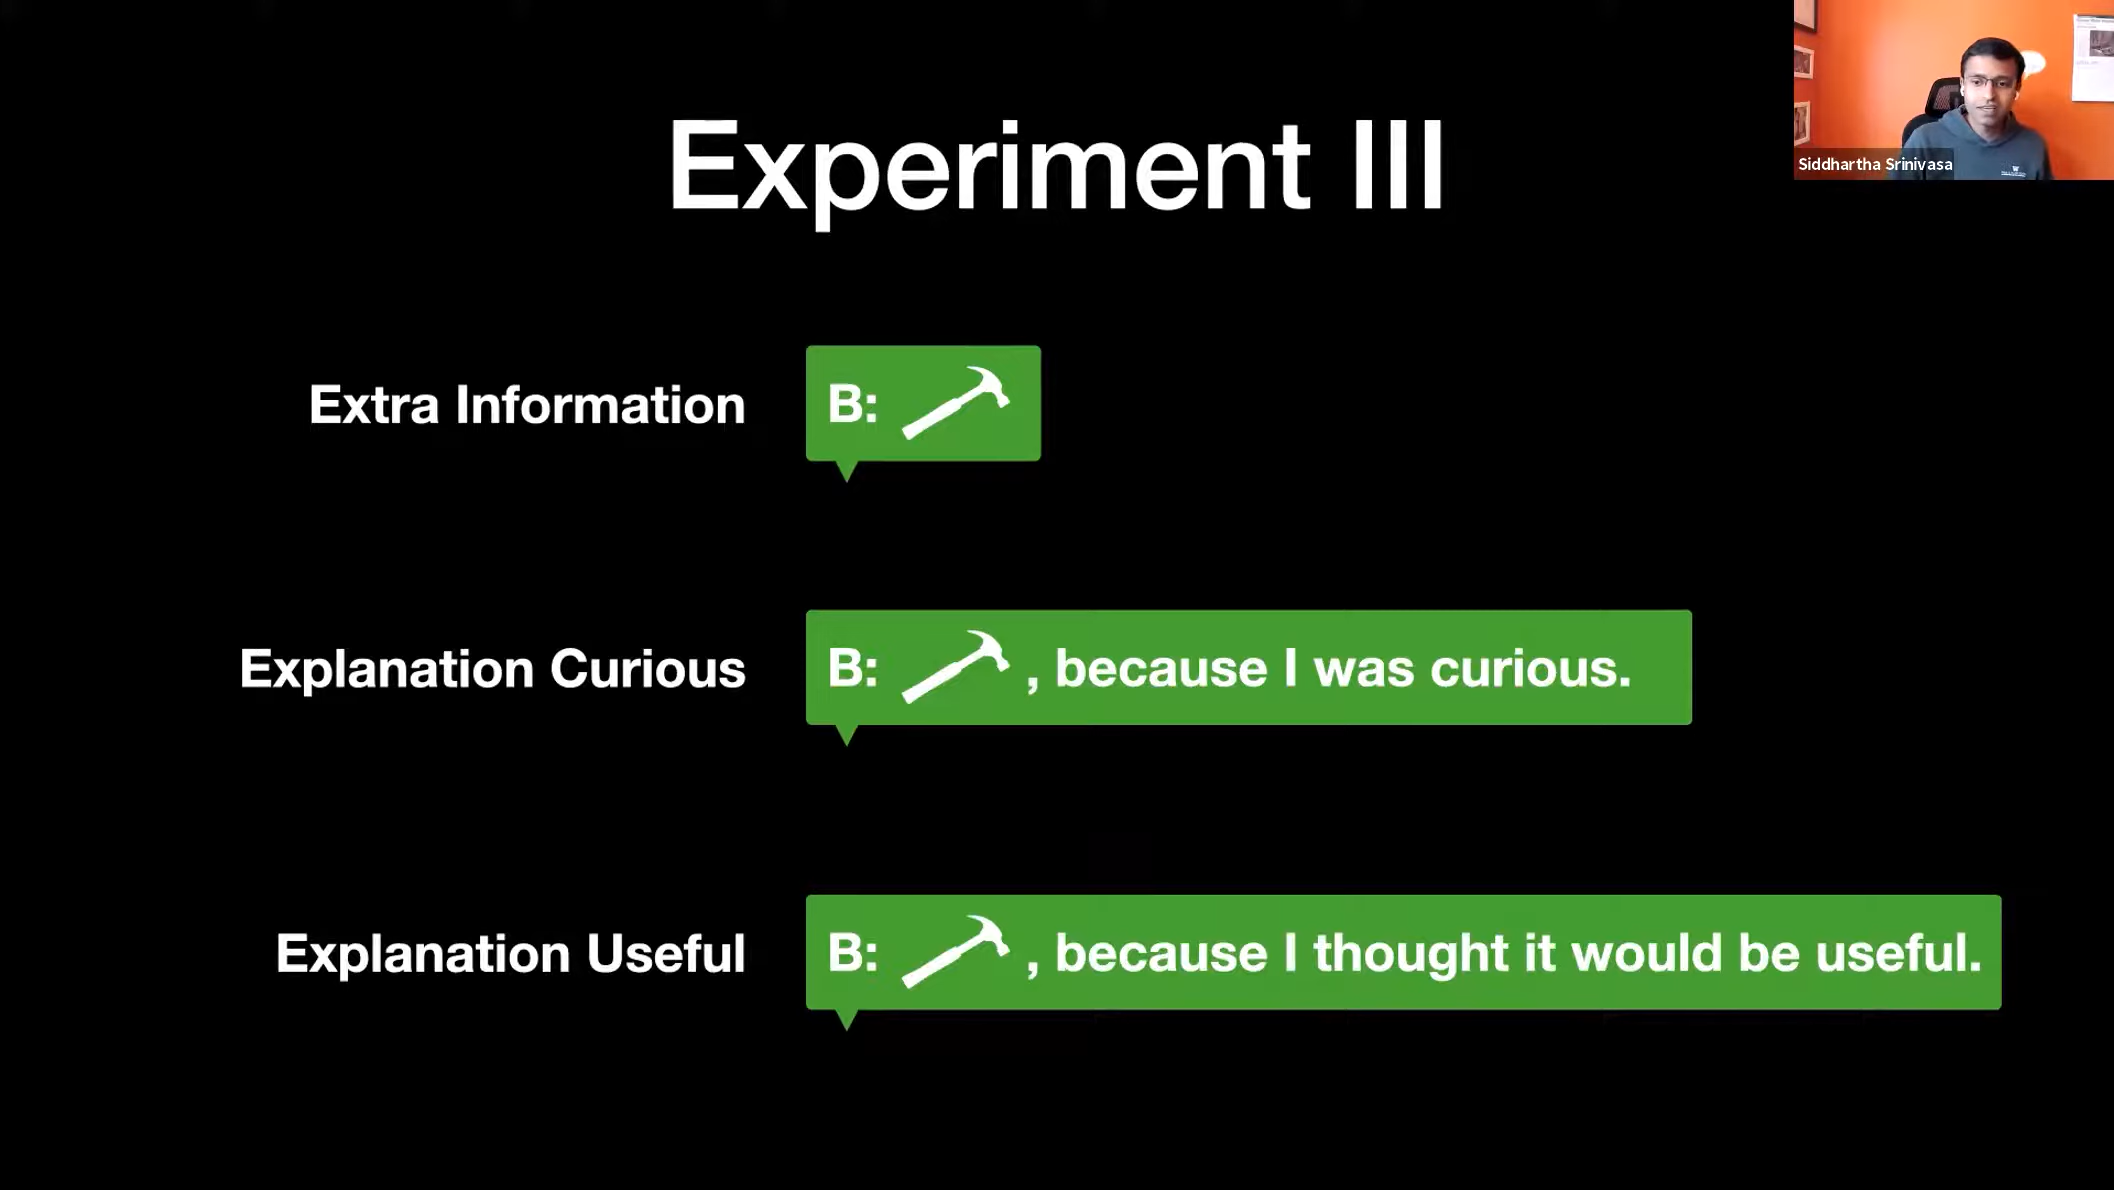 Experiment III
Siddhartha Srinivasa
Extra Information
B:
Explanation Curious
B: , because I was curious.
Explanation Useful
B: , because I thought it would be useful.